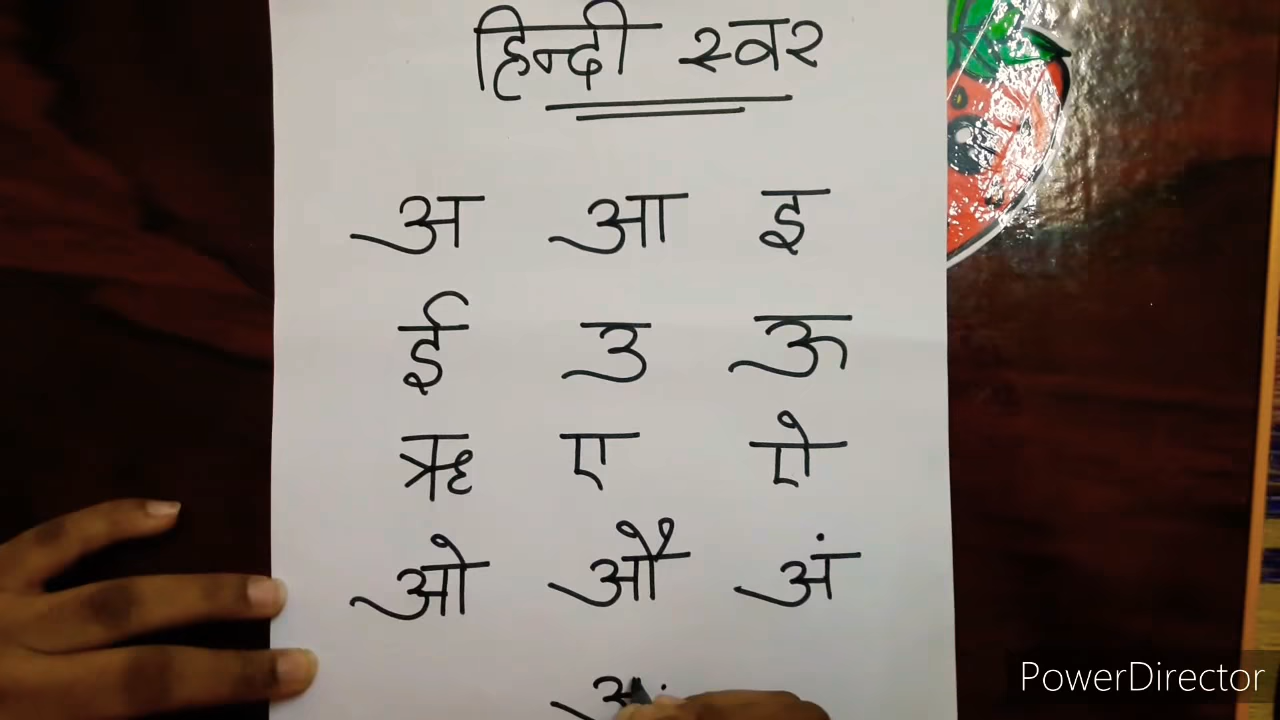 हिन्दी स्वर
अ आ इ
ई उ ऊ
ऋ ए ऐ
ओ औ अं
PowerDirector